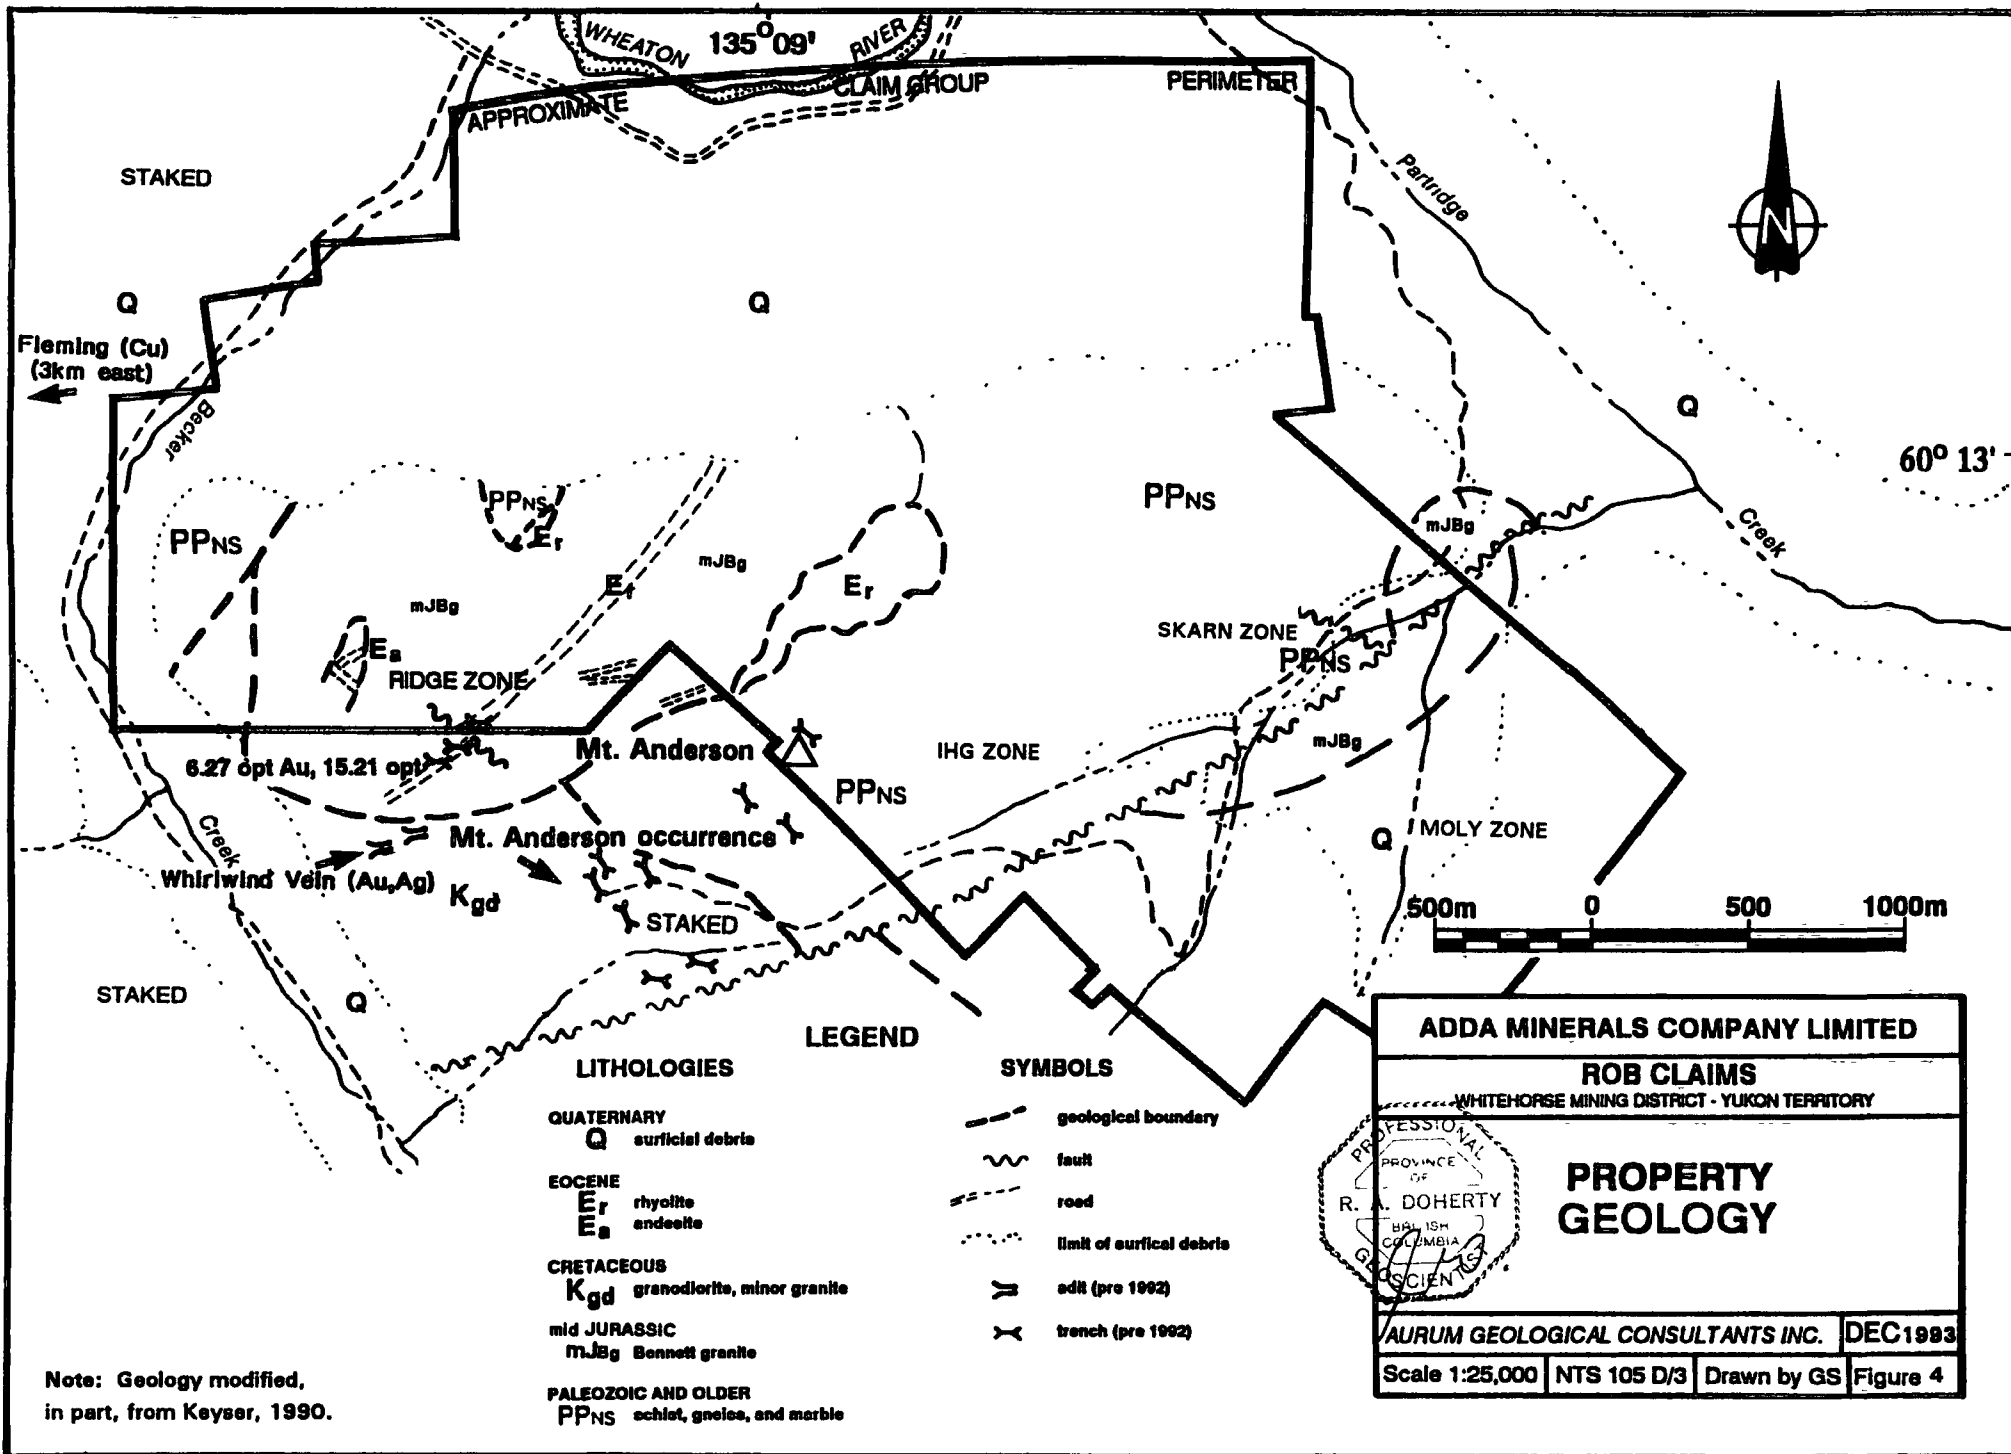 WHEATON
135°09'
RIVER
APPROXIMATE
CLAIM GROUP
PERIMETER
STAKED
Partridge
N
Q
Q
Fleming (Cu)
(3km east)
Becker
Q
60° 13'
PPNS
PPNS
PPNS
Er
mJBg
Creek
mJBg
Er
Er
mJBg
SKARN ZONE
PPNS
Ea
RIDGE ZONE
Mt. Anderson
IHG ZONE
mJBg
6.27 opt Au, 15.21 opt
PPNS
Creek
Mt. Anderson occurrence
Q
MOLY ZONE
Whirlwind Vein (Au,Ag)
Kgd
STAKED
500m 0 500 1000m
STAKED
Q
LEGEND
LITHOLOGIES
QUATERNARY
Q surficial debris
EOCENE
Er rhyolite
Ea andesite
CRETACEOUS
Kgd granodiorite, minor granite
mid JURASSIC
mJBg Bennett granite
PALEOZOIC AND OLDER
PPNS schist, gneiss, and marble
SYMBOLS
geological boundary
fault
road
limit of surfical debris
adit (pre 1992)
trench (pre 1992)
Note: Geology modified,
in part, from Keyser, 1990.
ADDA MINERALS COMPANY LIMITED
ROB CLAIMS
WHITEHORSE MINING DISTRICT - YUKON TERRITORY
PROFESSIONAL
PROVINCE
OF
R. A. DOHERTY
BRITISH
COLUMBIA
GEOSCIENTIST
PROPERTY
GEOLOGY
AURUM GEOLOGICAL CONSULTANTS INC. DEC 1993
Scale 1:25,000 NTS 105 D/3 Drawn by GS Figure 4